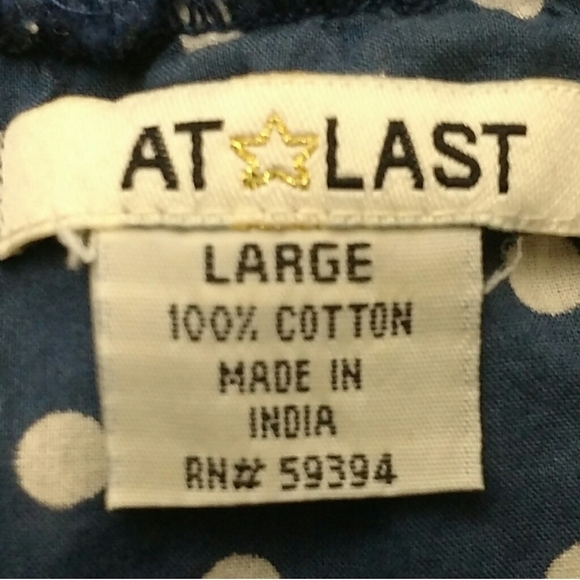 AT LAST
LARGE
100% COTTON
MADE IN
INDIA
RN# 59394